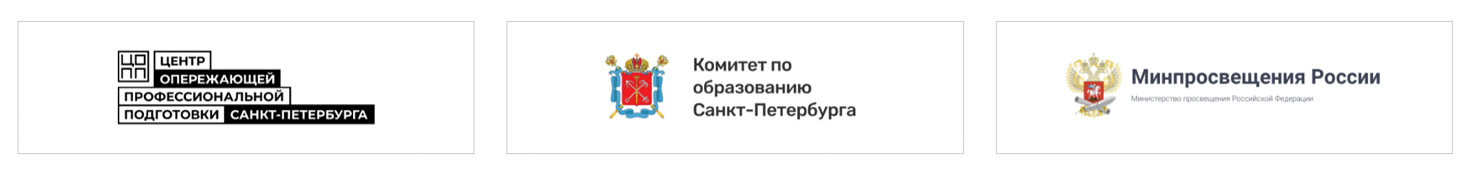 ЦОПП
ЦЕНТР
ОПЕРЕЖАЮЩЕЙ
ПРОФЕССИОНАЛЬНОЙ
ПОДГОТОВКИ САНКТ-ПЕТЕРБУРГА
Комитет по
образованию
Санкт-Петербурга
Минпросвещения России
Министерство просвещения Российской Федерации